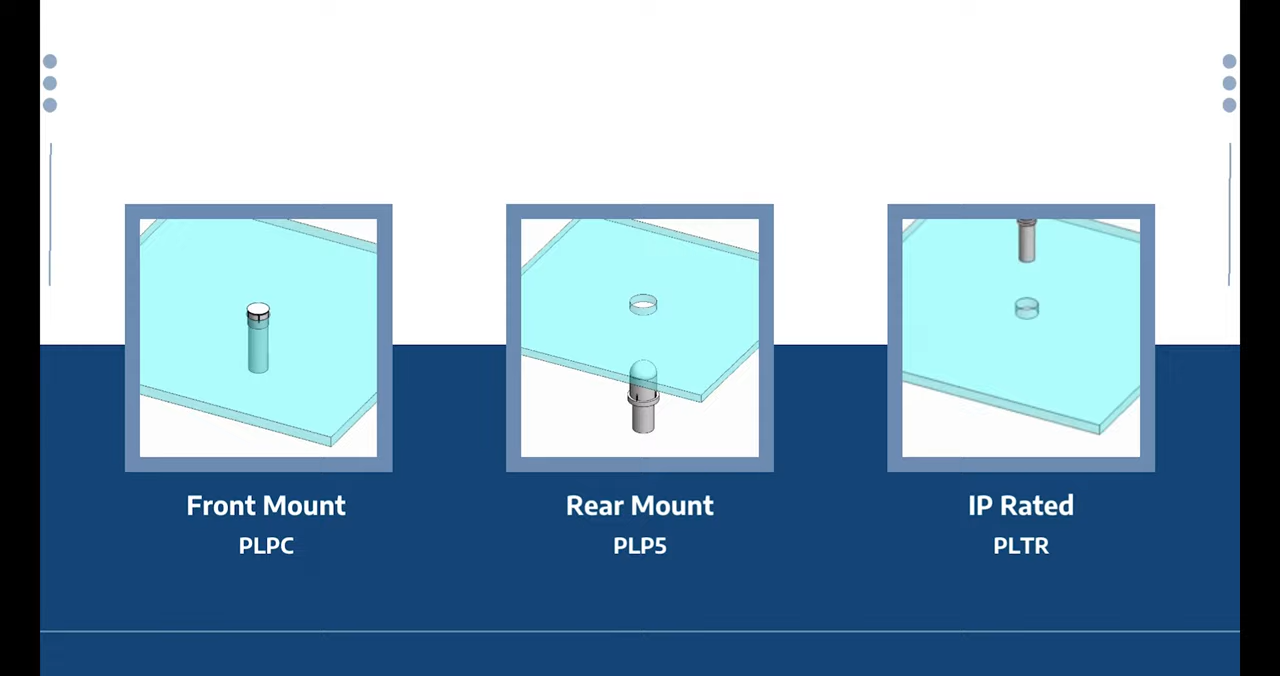 Front Mount
PLPC
Rear Mount
PLP5
IP Rated
PLTR